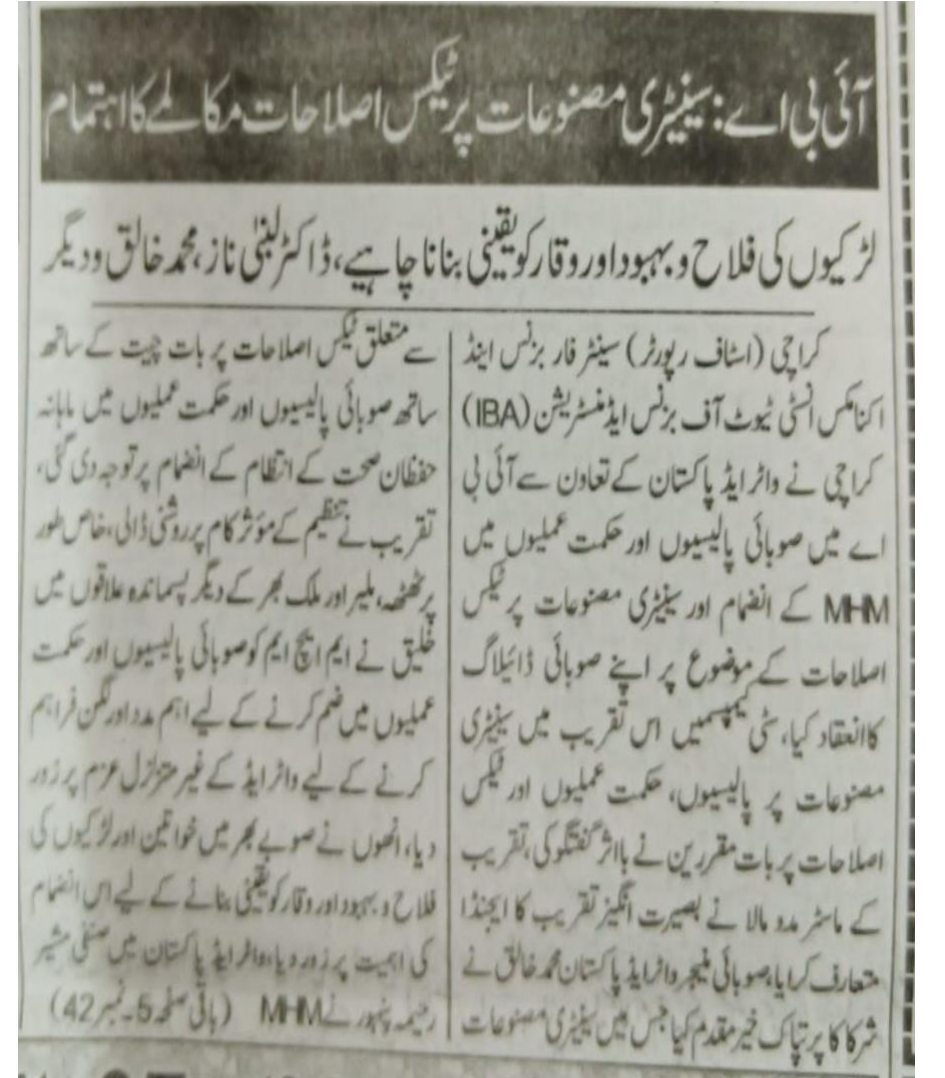 آئی بی اے: سینیٹری مصنوعات پر ٹیکس اصلاحات مکالمے کا اہتمام
لڑکیوں کی فلاح و بہبود اور وقار کو یقینی بنانا چاہیے، ڈاکٹر لبنیٰ ناز، محمد خالق و دیگر
کراچی (اسٹاف رپورٹر) سینٹر فار بزنس اینڈ
اکنامکس انسٹی ٹیوٹ آف بزنس ایڈمنسٹریشن (IBA)
کراچی نے واٹر ایڈ پاکستان کے تعاون سے آئی بی
اے میں صوبائی پالیسیوں اور حکمت عملیوں میں
MHM کے انضمام اور سینیٹری مصنوعات پر ٹیکس
اصلاحات کے موضوع پر اپنے صوبائی ڈائیلاگ
کا انعقاد کیا، سٹی کیمپسمیں اس تقریب میں سینیٹری
مصنوعات پر پالیسیوں، حکمت عملیوں اور ٹیکس
اصلاحات پر بات مقررین نے بااثر گفتگو کی، تقریب
کے ماسٹر مدو مالا نے بصیرت انگیز تقریب کا ایجنڈا
متعارف کرایا، صوبائی منیجر واٹر ایڈ پاکستان محمد خالق نے
شرکا کا پرتپاک خیر مقدم کیا جس میں سینیٹری مصنوعات
سے متعلق ٹیکس اصلاحات پر بات چیت کے ساتھ
ساتھ صوبائی پالیسیوں اور حکمت عملیوں میں ماہانہ
حفظان صحت کے انتظام کے انضمام پر توجہ دی گئی،
تقریب نے تنظیم کے مؤثر کام پر روشنی ڈالی، خاص طور
پر ٹھٹھہ، ملیر اور ملک بھر کے دیگر پسماندہ علاقوں میں
خلیق نے ایم ایچ ایم کو صوبائی پالیسیوں اور حکمت
عملیوں میں ضم کرنے کے لیے اہم مدد اور لگن فراہم
کرنے کے لیے واٹر ایڈ کے غیر متزلزل عزم پر زور
دیا، انھوں نے صوبے بھر میں خواتین اور لڑکیوں کی
فلاح و بہبود اور وقار کو یقینی بنانے کے لیے اس انضمام
کی اہمیت پر زور دیا، واٹر ایڈ پاکستان میں صنفی مشیر
رحیمہ پنہور نے MHM (باقی صفحہ 5۔ نمبر 42)